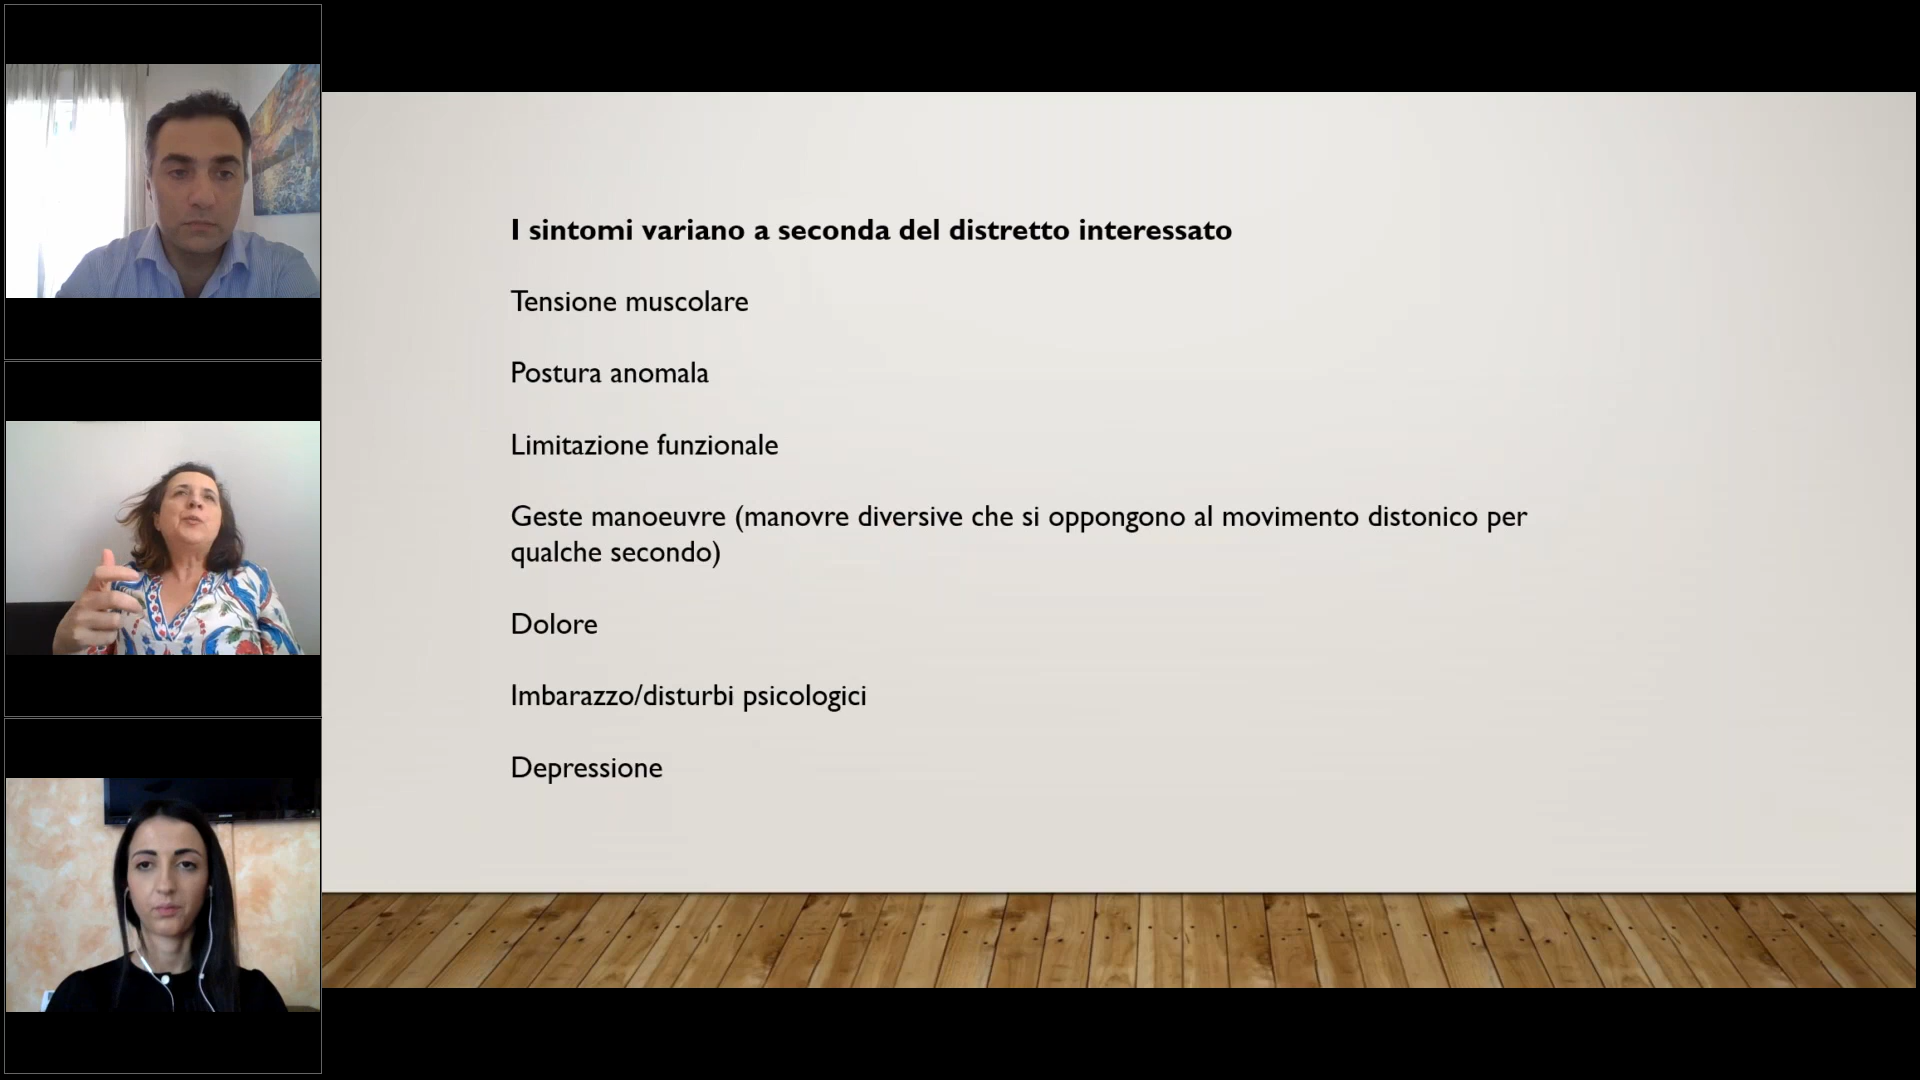 I sintomi variano a seconda del distretto interessato
Tensione muscolare
Postura anomala
Limitazione funzionale
Geste manoeuvre (manovre diversive che si oppongono al movimento distonico per
qualche secondo)
Dolore
Imbarazzo/disturbi psicologici
Depressione